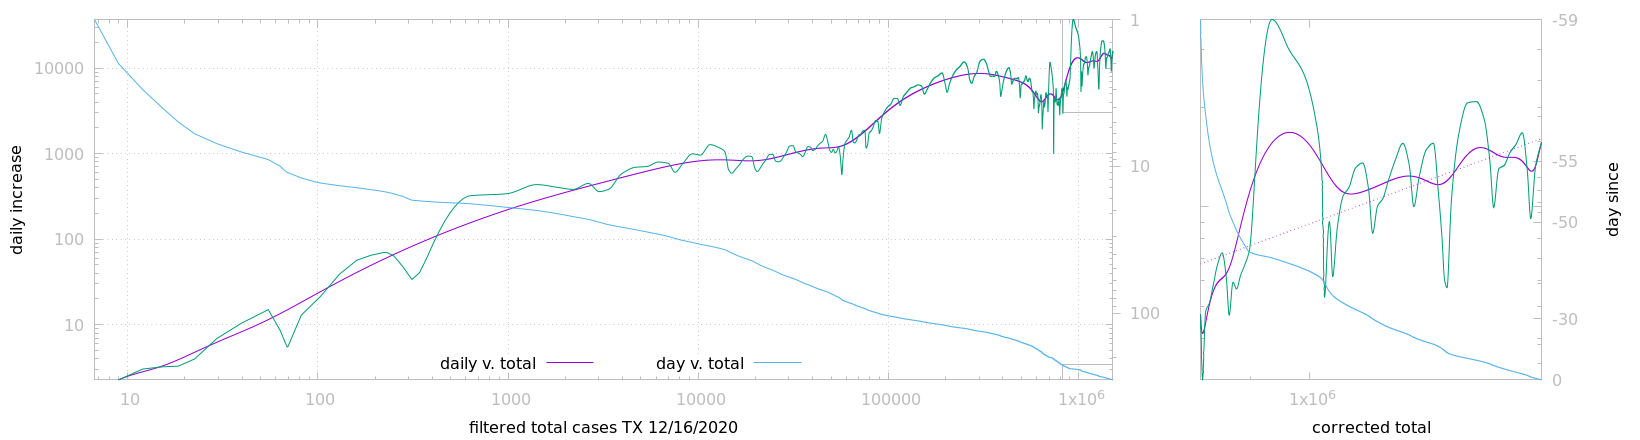 daily increase
10000
1000
100
10
10
100
1000
10000
100000
1x10⁶
1
10
100
daily v. total
day v. total
filtered total cases TX 12/16/2020
-59
-55
-50
-30
0
day since
1x10⁶
corrected total